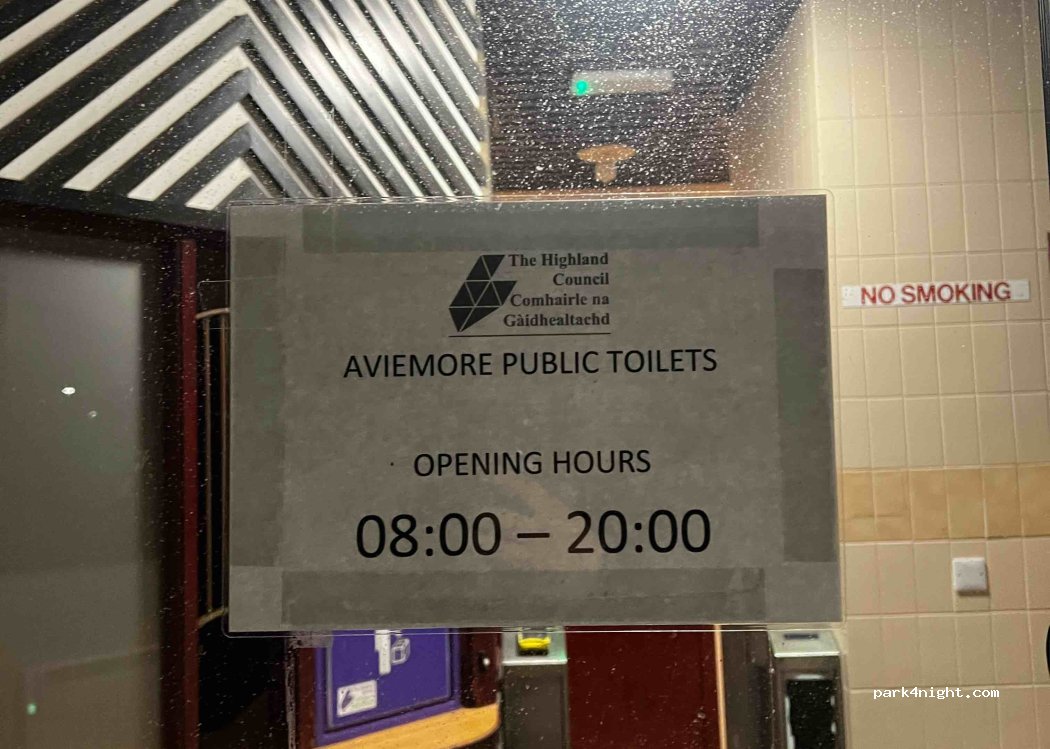 The Highland
Council
Comhairle na
Gàidhealtachd
AVIEMORE PUBLIC TOILETS
OPENING HOURS
08:00 – 20:00
NO SMOKING
park4night.com